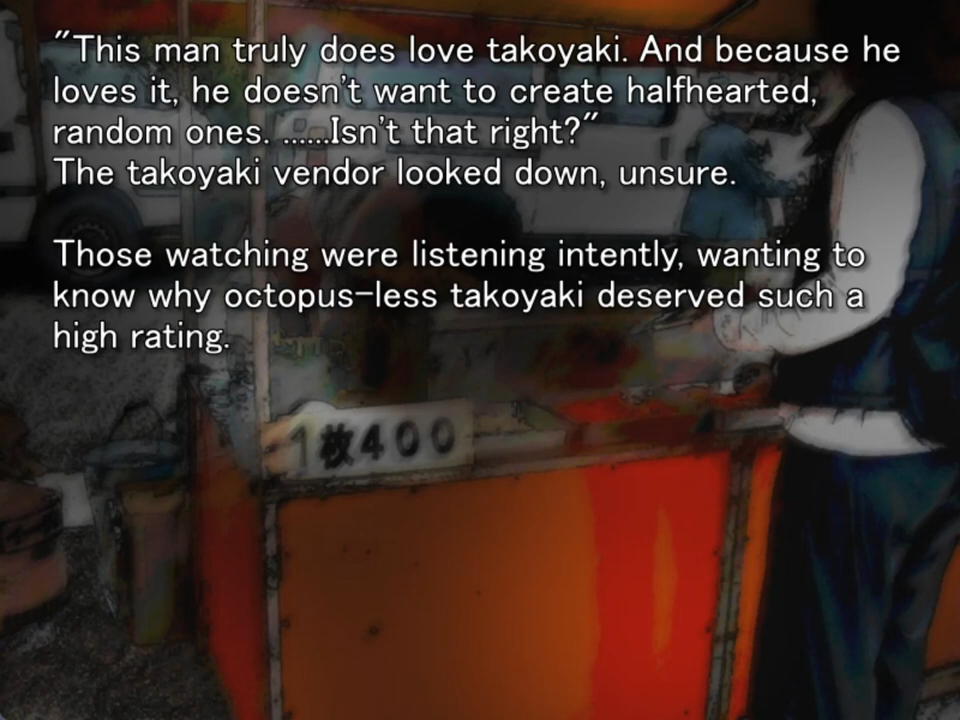 "This man truly does love takoyaki. And because he
loves it, he doesn't want to create halfhearted,
random ones. ......Isn't that right?"
The takoyaki vendor looked down, unsure.
Those watching were listening intently, wanting to
know why octopus-less takoyaki deserved such a
high rating.
1枚400